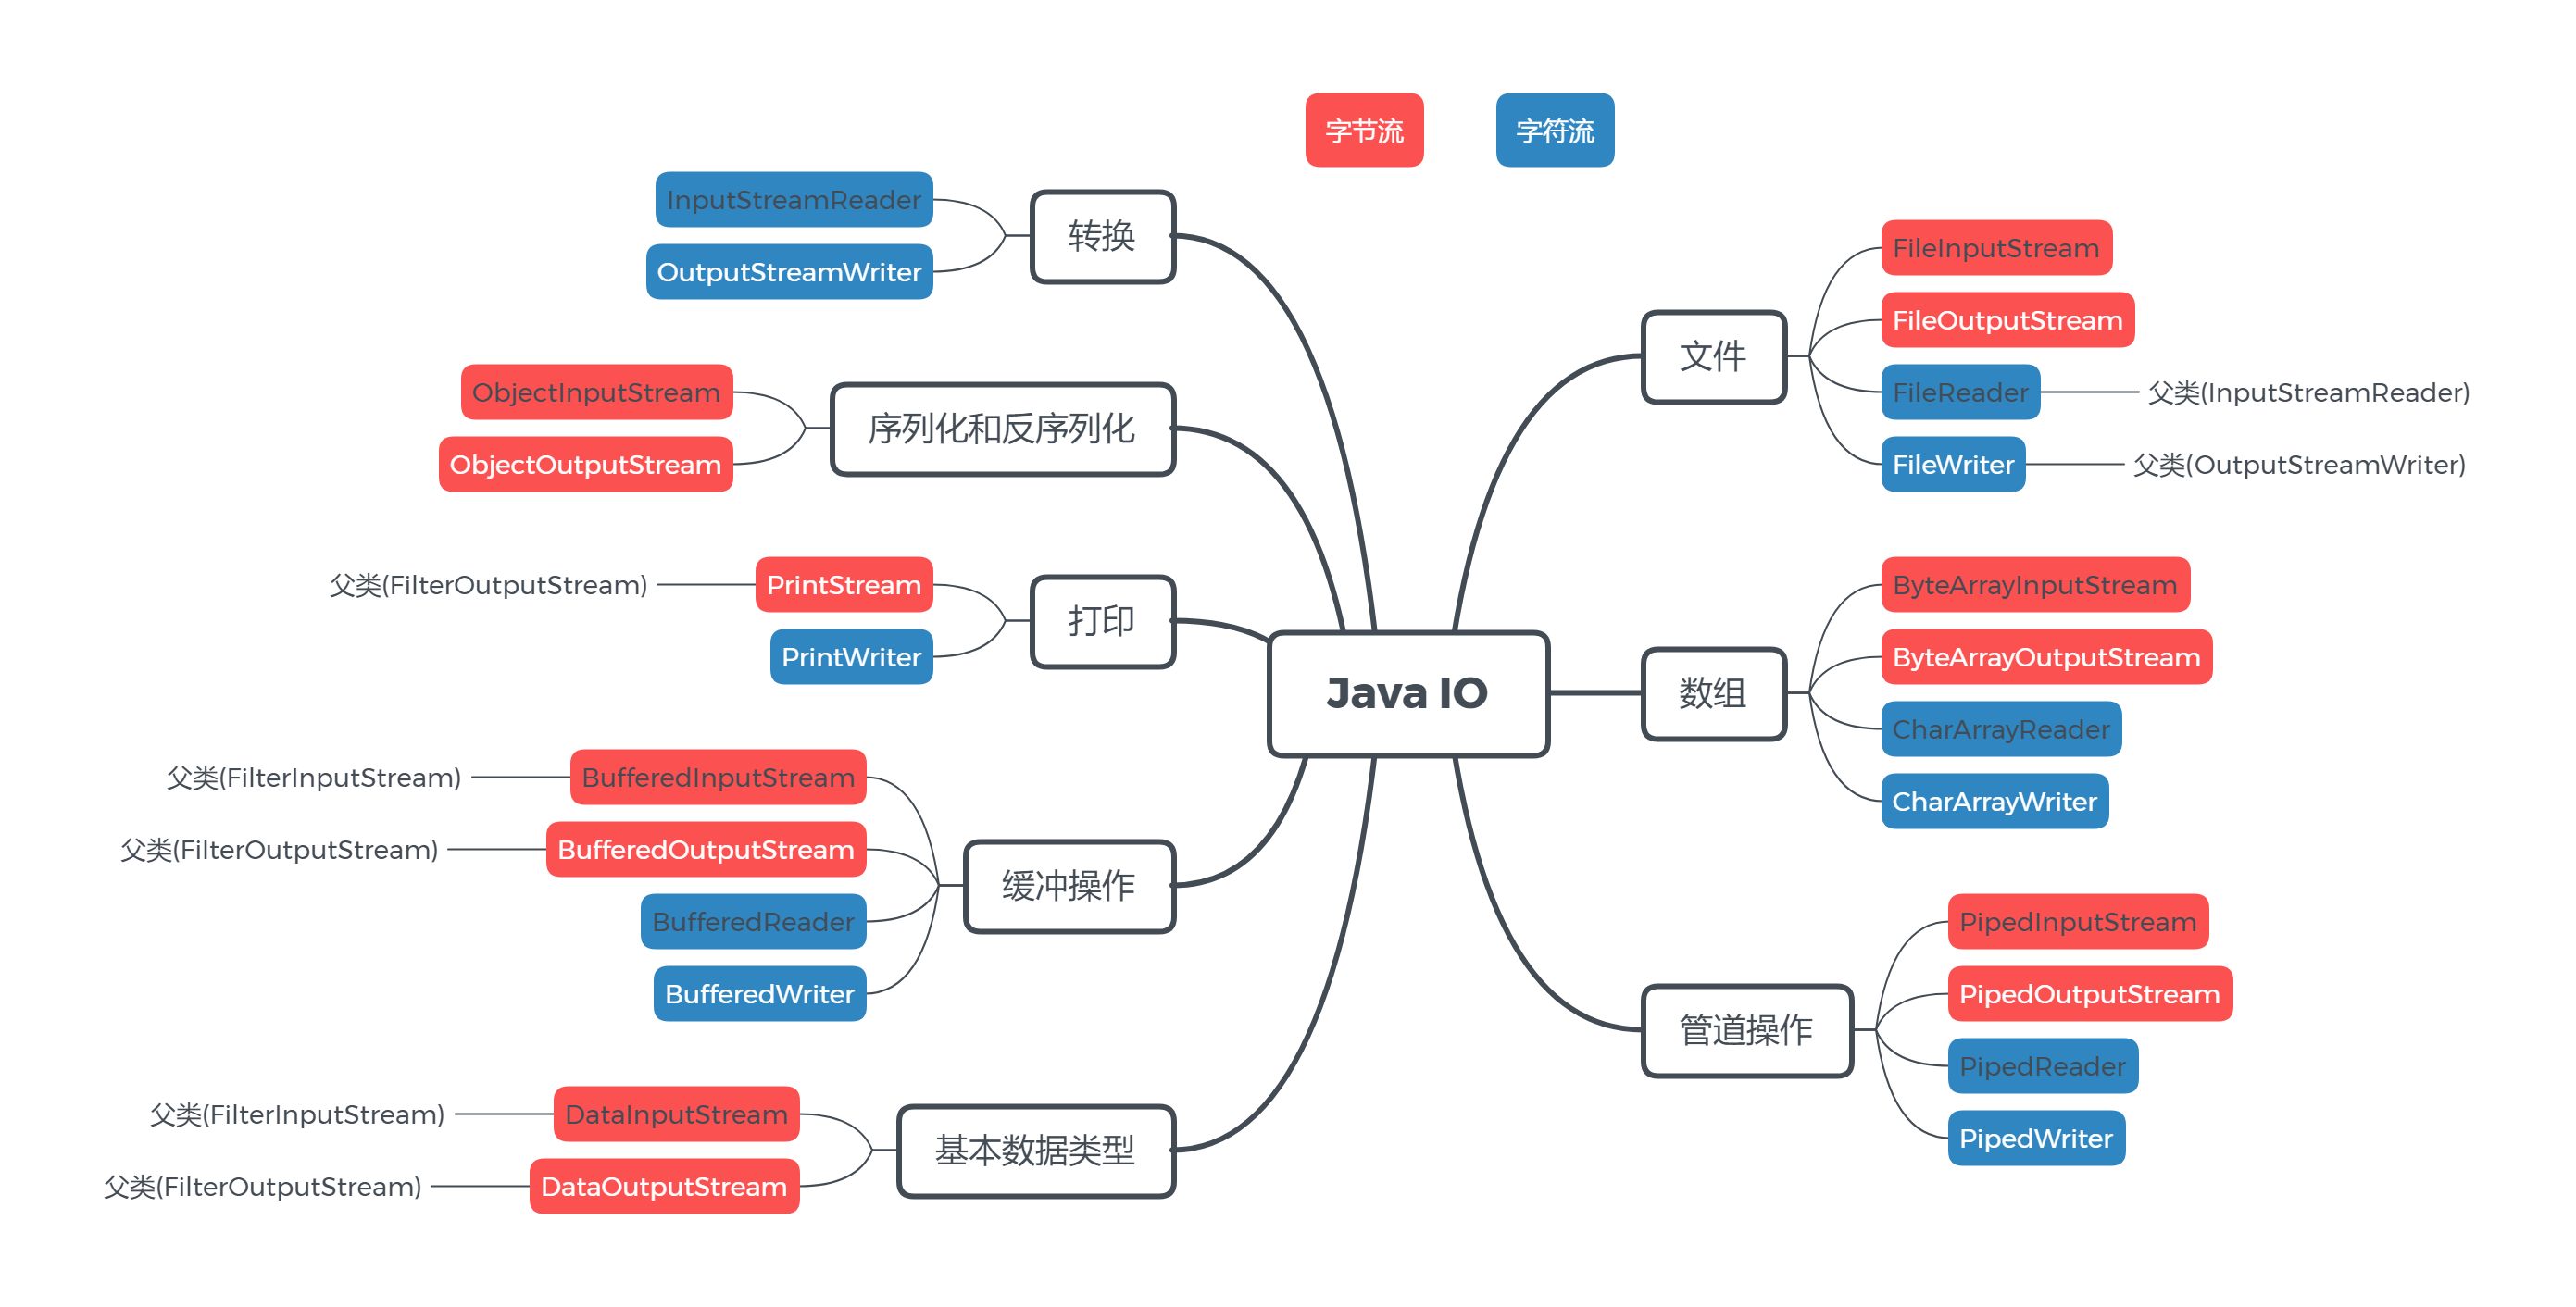 字节流
字符流
Java IO
转换
InputStreamReader
OutputStreamWriter
序列化和反序列化
ObjectInputStream
ObjectOutputStream
打印
PrintStream
父类(FilterOutputStream)
PrintWriter
缓冲操作
BufferedInputStream
父类(FilterInputStream)
BufferedOutputStream
父类(FilterOutputStream)
BufferedReader
BufferedWriter
基本数据类型
DataInputStream
父类(FilterInputStream)
DataOutputStream
父类(FilterOutputStream)
文件
FileInputStream
FileOutputStream
FileReader
父类(InputStreamReader)
FileWriter
父类(OutputStreamWriter)
数组
ByteArrayInputStream
ByteArrayOutputStream
CharArrayReader
CharArrayWriter
管道操作
PipedInputStream
PipedOutputStream
PipedReader
PipedWriter